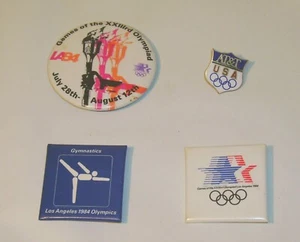 Games of the XXIIIrd Olympiad
LA84
July 28th-
August 12th
AT&T
USA
Gymnastics
Los Angeles 1984 Olympics